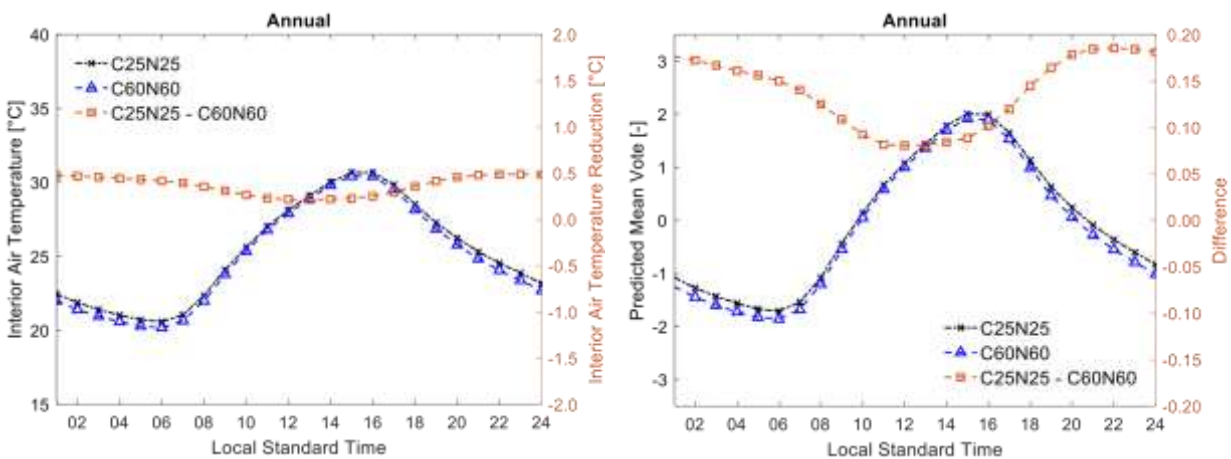 Annual
Interior Air Temperature [°C]
40
35
30
25
20
15
C25N25
C60N60
C25N25 - C60N60
2.0
1.5
1.0
0.5
0.0
-0.5
-1.0
-1.5
-2.0
Interior Air Temperature Reduction [°C]
02 04 06 08 10 12 14 16 18 20 22 24
Local Standard Time
Annual
Predicted Mean Vote [-]
3
2
1
0
-1
-2
-3
C25N25
C60N60
C25N25 - C60N60
0.20
0.15
0.10
0.05
0.00
-0.05
-0.10
-0.15
-0.20
Difference
02 04 06 08 10 12 14 16 18 20 22 24
Local Standard Time